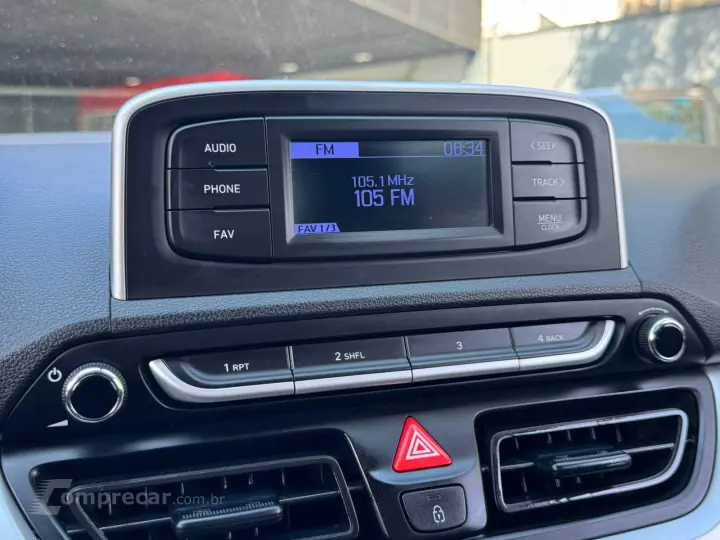 AUDIO
PHONE
FAV
FM 08:34
105.1 MHz
105 FM
FAV 1/3
< SEEK
TRACK >
MENU
CLOCK
1 RPT
2 SHFL
3
4 BACK
Comprecar.com.br